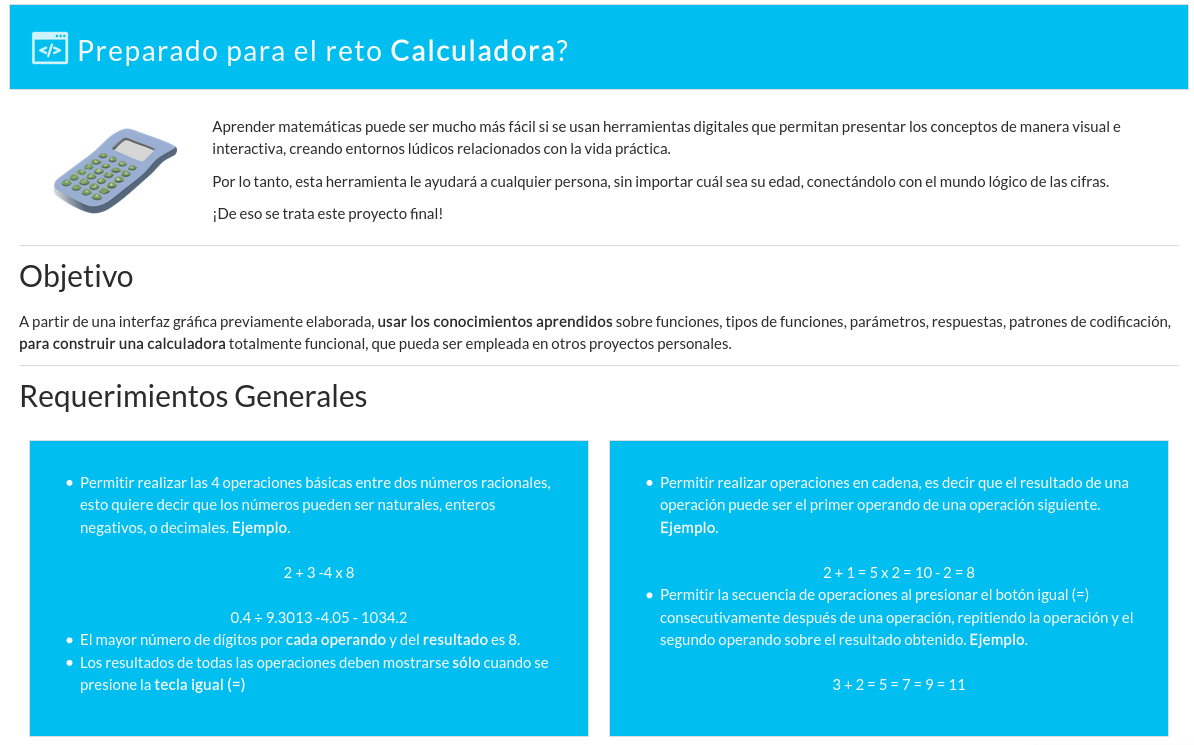 Preparado para el reto Calculadora?
Aprender matemáticas puede ser mucho más fácil si se usan herramientas digitales que permitan presentar los conceptos de manera visual e
interactiva, creando entornos lúdicos relacionados con la vida práctica.
Por lo tanto, esta herramienta le ayudará a cualquier persona, sin importar cuál sea su edad, conectándolo con el mundo lógico de las cifras.
¡De eso se trata este proyecto final!
Objetivo
A partir de una interfaz gráfica previamente elaborada, usar los conocimientos aprendidos sobre funciones, tipos de funciones, parámetros, respuestas, patrones de codificación,
para construir una calculadora totalmente funcional, que pueda ser empleada en otros proyectos personales.
Requerimientos Generales
• Permitir realizar las 4 operaciones básicas entre dos números racionales,
esto quiere decir que los números pueden ser naturales, enteros
negativos, o decimales. Ejemplo.
2 + 3 -4 x 8
0.4 ÷ 9.3013 -4.05 - 1034.2
• El mayor número de dígitos por cada operando y del resultado es 8.
• Los resultados de todas las operaciones deben mostrarse sólo cuando se
presione la tecla igual (=)
• Permitir realizar operaciones en cadena, es decir que el resultado de una
operación puede ser el primer operando de una operación siguiente.
Ejemplo.
2 + 1 = 5 x 2 = 10 - 2 = 8
• Permitir la secuencia de operaciones al presionar el botón igual (=)
consecutivamente después de una operación, repitiendo la operación y el
segundo operando sobre el resultado obtenido. Ejemplo.
3 + 2 = 5 = 7 = 9 = 11